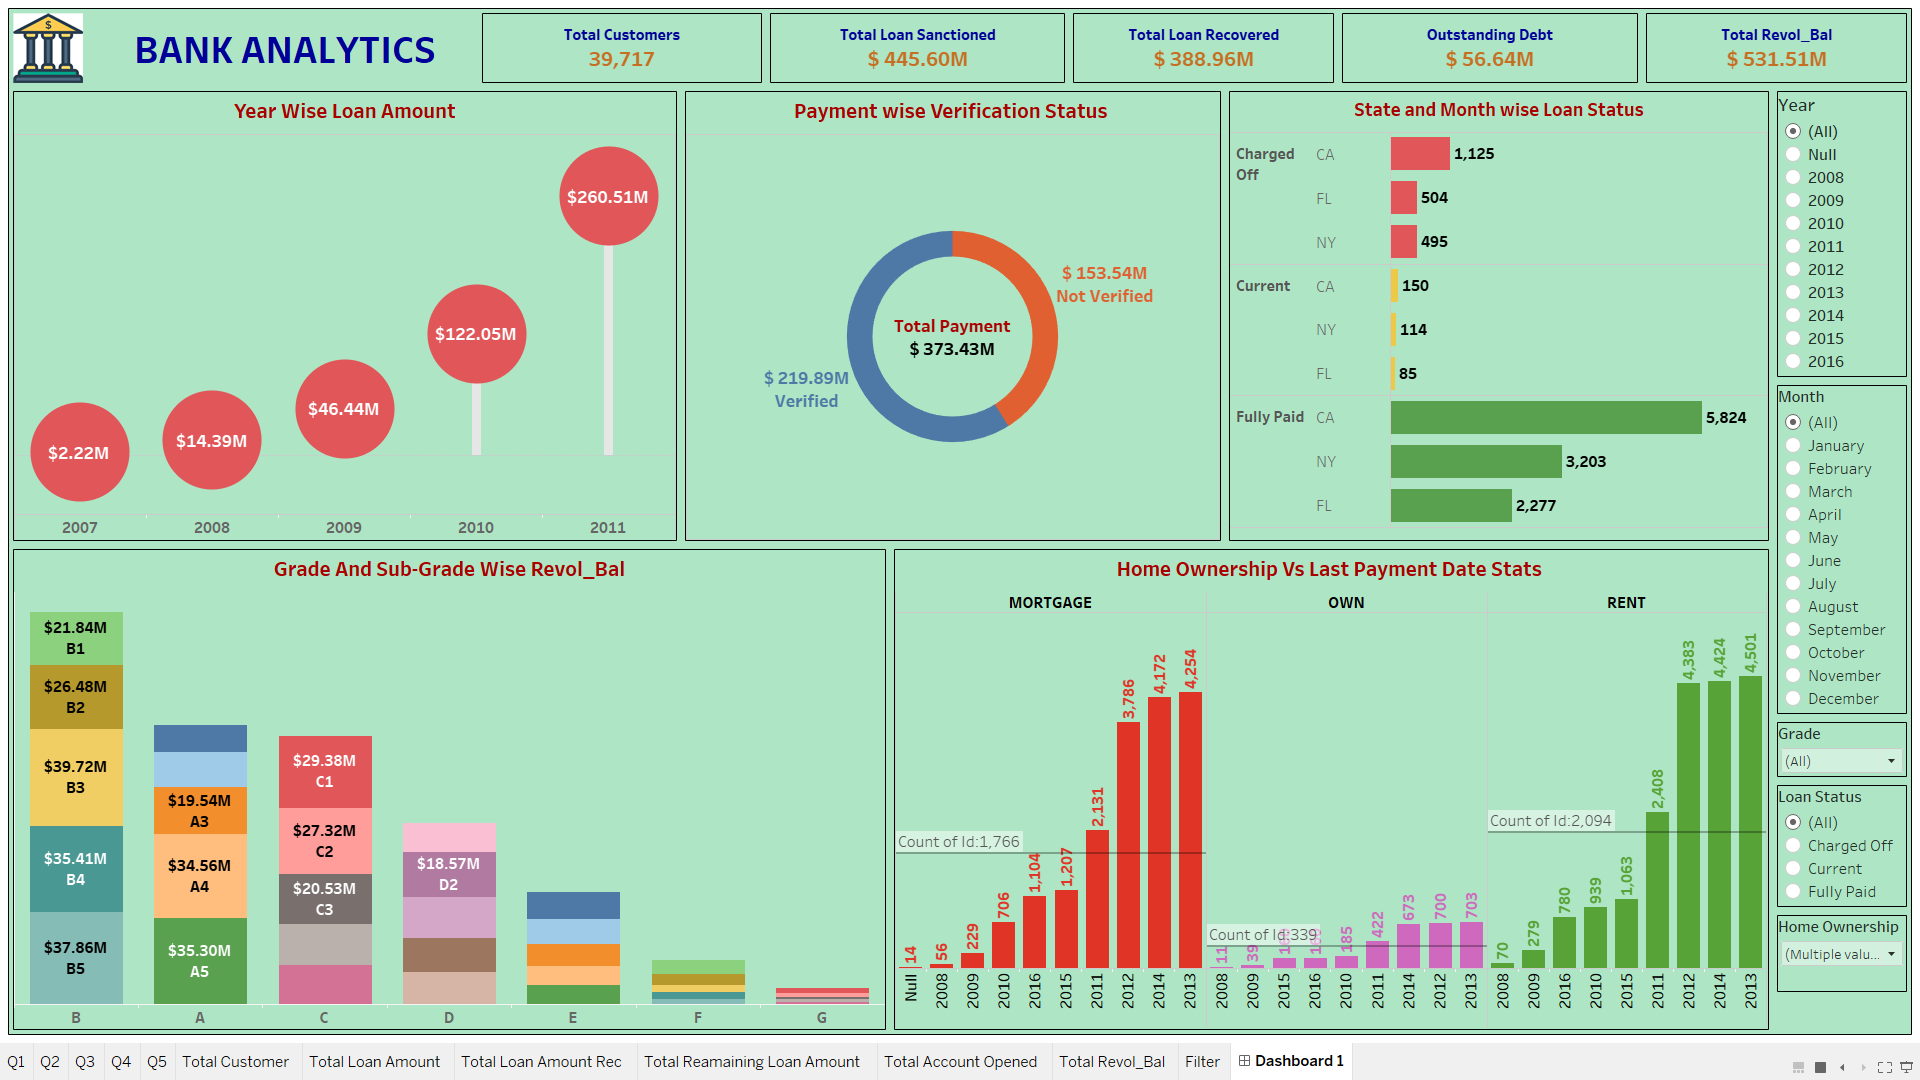 $
BANK ANALYTICS
Total Customers
39,717
Total Loan Sanctioned
$ 445.60M
Total Loan Recovered
$ 388.96M
Outstanding Debt
$ 56.64M
Total Revol_Bal
$ 531.51M
Year Wise Loan Amount
$260.51M
$122.05M
$46.44M
$14.39M
$2.22M
2007
2008
2009
2010
2011
Payment wise Verification Status
$ 153.54M
Not Verified
Total Payment
$ 373.43M
$ 219.89M
Verified
State and Month wise Loan Status
Charged
Off
CA
1,125
FL
504
NY
495
Current
CA
150
NY
114
FL
85
Fully Paid
CA
5,824
NY
3,203
FL
2,277
Year
(All)
Null
2008
2009
2010
2011
2012
2013
2014
2015
2016
Month
(All)
January
February
March
April
May
June
July
August
September
October
November
December
Grade
(All)
Loan Status
(All)
Charged Off
Current
Fully Paid
Home Ownership
(Multiple valu...
Grade And Sub-Grade Wise Revol_Bal
$21.84M
B1
$26.48M
B2
$39.72M
B3
$35.41M
B4
$37.86M
B5
$19.54M
A3
$34.56M
A4
$35.30M
A5
$29.38M
C1
$27.32M
C2
$20.53M
C3
$18.57M
D2
B
A
C
D
E
F
G
Home Ownership Vs Last Payment Date Stats
MORTGAGE
OWN
RENT
Count of Id:1,766
14
56
229
706
1,104
1,207
2,131
3,786
4,172
4,254
Count of Id:339
11
39
185
422
673
700
703
Count of Id:2,094
70
279
780
939
1,063
2,408
4,383
4,424
4,501
Null
2008
2009
2010
2016
2015
2011
2012
2014
2013
2008
2009
2015
2016
2010
2011
2014
2012
2013
2008
2009
2016
2010
2015
2011
2012
2014
2013
Q1
Q2
Q3
Q4
Q5
Total Customer
Total Loan Amount
Total Loan Amount Rec
Total Reamaining Loan Amount
Total Account Opened
Total Revol_Bal
Filter
Dashboard 1